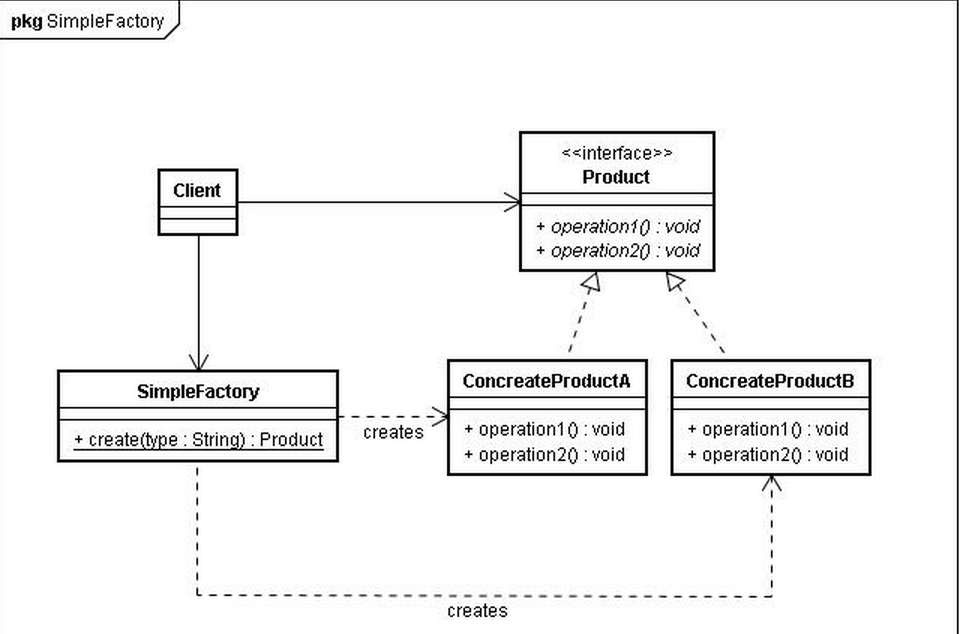 pkg SimpleFactory
<<interface>>
Product
+ operation1() : void
+ operation2() : void
Client
SimpleFactory
+ create(type : String) : Product
creates
ConcreateProductA
+ operation1() : void
+ operation2() : void
ConcreateProductB
+ operation1() : void
+ operation2() : void
creates